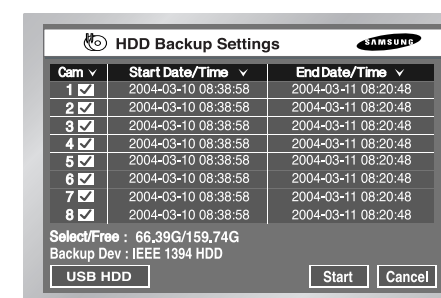 HDD Backup Settings SAMSUNG
Cam Start Date/Time End Date/Time
1 2004-03-10 08:38:58 2004-03-11 08:20:48
2 2004-03-10 08:38:58 2004-03-11 08:20:48
3 2004-03-10 08:38:58 2004-03-11 08:20:48
4 2004-03-10 08:38:58 2004-03-11 08:20:48
5 2004-03-10 08:38:58 2004-03-11 08:20:48
6 2004-03-10 08:38:58 2004-03-11 08:20:48
7 2004-03-10 08:38:58 2004-03-11 08:20:48
8 2004-03-10 08:38:58 2004-03-11 08:20:48
Select/Free : 66.39G/159.74G
Backup Dev : IEEE 1394 HDD
USB HDD Start Cancel